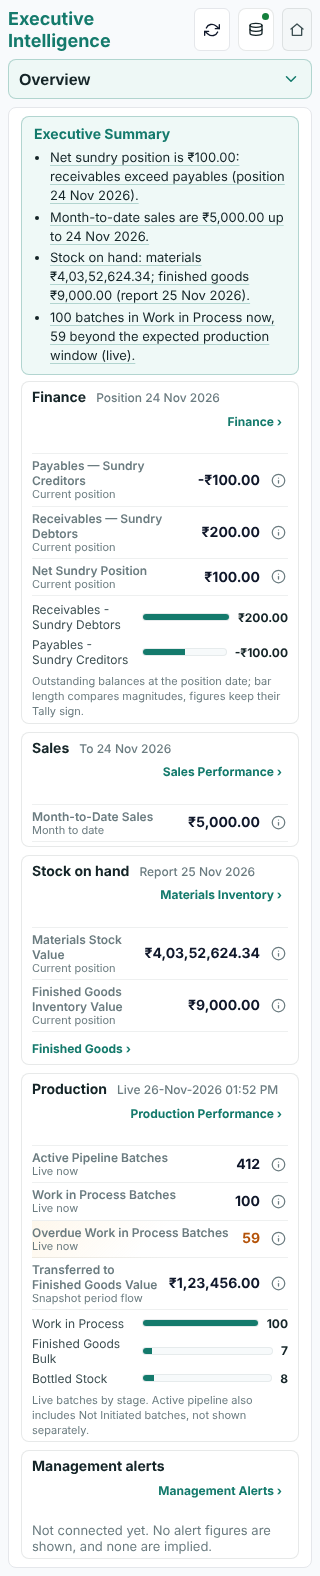 Executive
Intelligence
Overview
Executive Summary
• Net sundry position is ₹100.00:
receivables exceed payables (position
24 Nov 2026).
• Month-to-date sales are ₹5,000.00 up
to 24 Nov 2026.
• Stock on hand: materials
₹4,03,52,624.34; finished goods
₹9,000.00 (report 25 Nov 2026).
• 100 batches in Work in Process now,
59 beyond the expected production
window (live).
Finance Position 24 Nov 2026
Finance ›
Payables — Sundry
Creditors
Current position
-₹100.00
Receivables — Sundry
Debtors
Current position
₹200.00
Net Sundry Position
Current position
₹100.00
Receivables -
Sundry Debtors
₹200.00
Payables -
Sundry Creditors
-₹100.00
Outstanding balances at the position date; bar
length compares magnitudes, figures keep their
Tally sign.
Sales To 24 Nov 2026
Sales Performance ›
Month-to-Date Sales
Month to date
₹5,000.00
Stock on hand Report 25 Nov 2026
Materials Inventory ›
Materials Stock
Value
Current position
₹4,03,52,624.34
Finished Goods
Inventory Value
Current position
₹9,000.00
Finished Goods ›
Production Live 26-Nov-2026 01:52 PM
Production Performance ›
Active Pipeline Batches
Live now
412
Work in Process Batches
Live now
100
Overdue Work in Process Batches
Live now
59
Transferred to
Finished Goods Value
Snapshot period flow
₹1,23,456.00
Work in Process 100
Finished Goods
Bulk
7
Bottled Stock 8
Live batches by stage. Active pipeline also
includes Not Initiated batches, not shown
separately.
Management alerts
Management Alerts ›
Not connected yet. No alert figures are
shown, and none are implied.